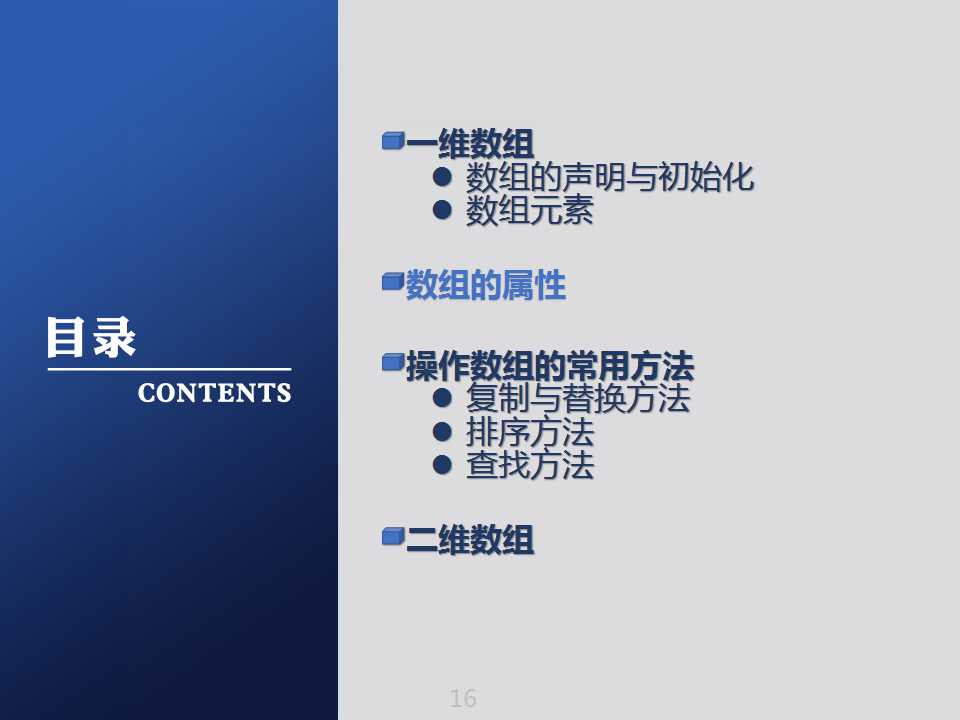 目录
CONTENTS
一维数组
数组的声明与初始化
数组元素
数组的属性
操作数组的常用方法
复制与替换方法
排序方法
查找方法
二维数组
16